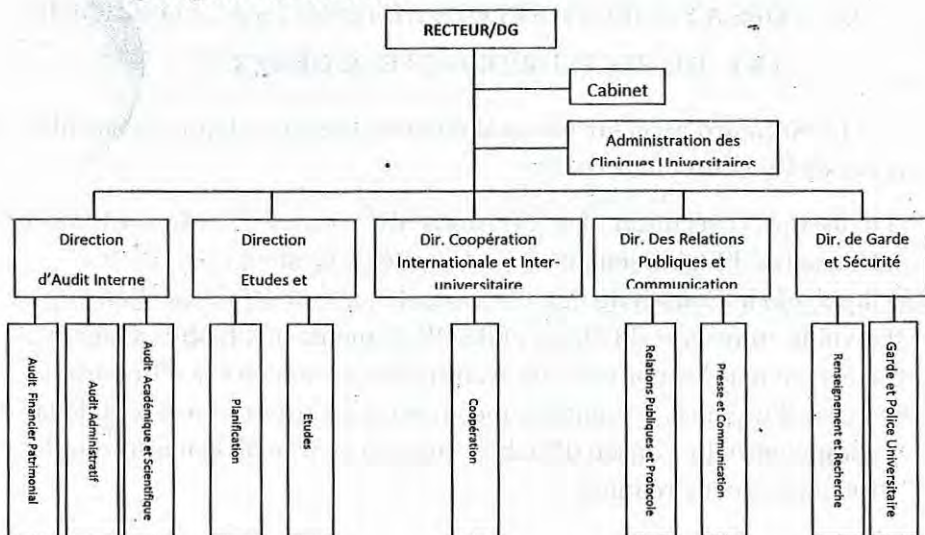 RECTEUR/DG
Cabinet
Administration des
Cliniques Universitaires
Direction
d'Audit Interne
Direction
Etudes et
Dir. Coopération
Internationale et Inter-
universitaire
Dir. Des Relations
Publiques et
Communication
Dir. de Garde
et Sécurité
Audit Financier Parcimonial
Audit Administratif
Audit Académique et Scientifique
Planification
Etudes
Coopération
Relations Publiques et Protocole
Presse et Communication
Renseignement et Recherche
Garde et Police Universitaire